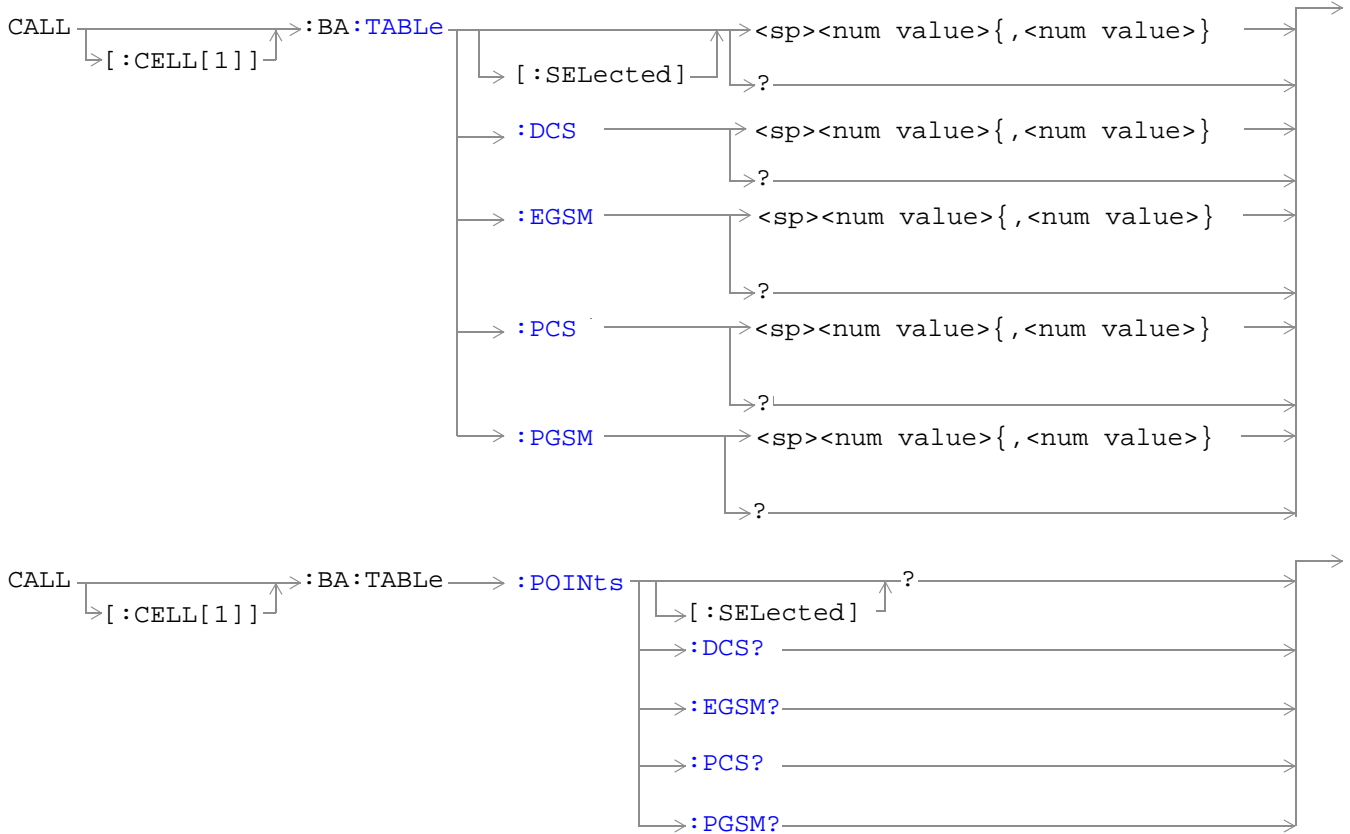 CALL :BA:TABLe <sp><num value>{,<num value>}
[:CELL[1]] [:SELected]
?
:DCS <sp><num value>{,<num value>}
?
:EGSM <sp><num value>{,<num value>}
?
:PCS <sp><num value>{,<num value>}
?
:PGSM <sp><num value>{,<num value>}
?
CALL :BA:TABLe :POINts ?
[:CELL[1]] [:SELected]
:DCS?
:EGSM?
:PCS?
:PGSM?